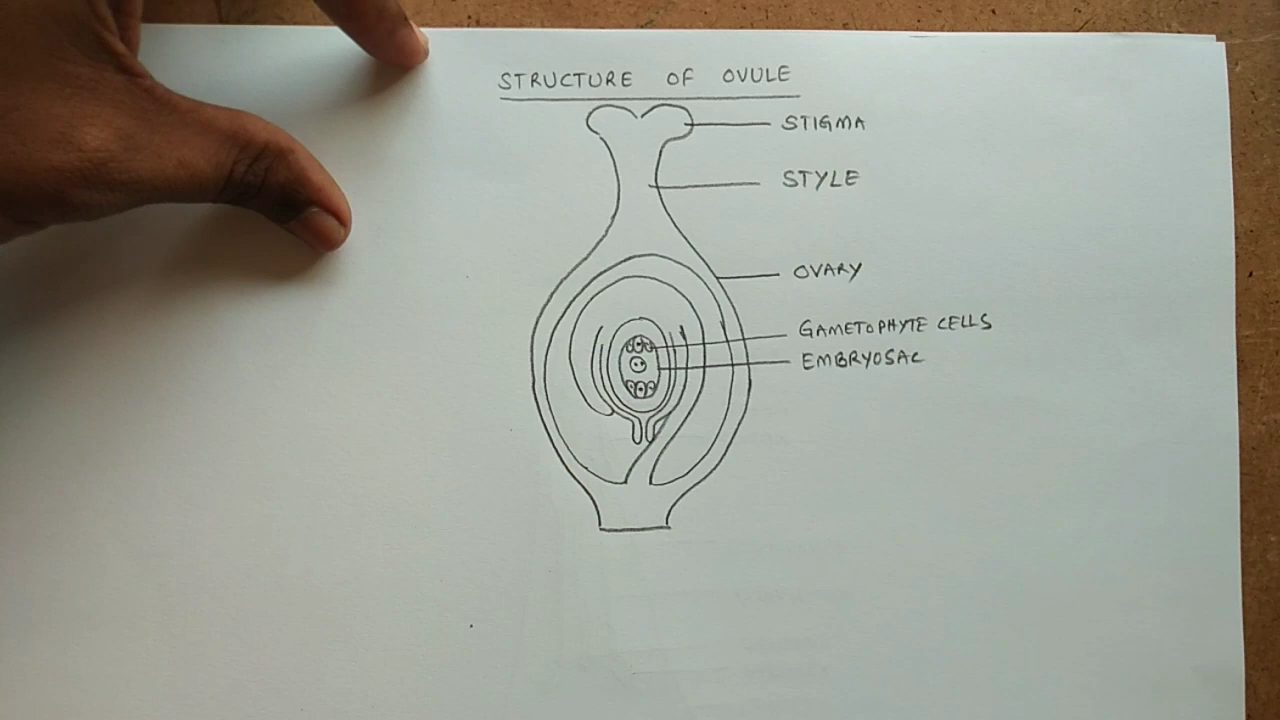 STRUCTURE OF OVULE
STIGMA
STYLE
OVARY
GAMETOPHYTE CELLS
EMBRYOSAC